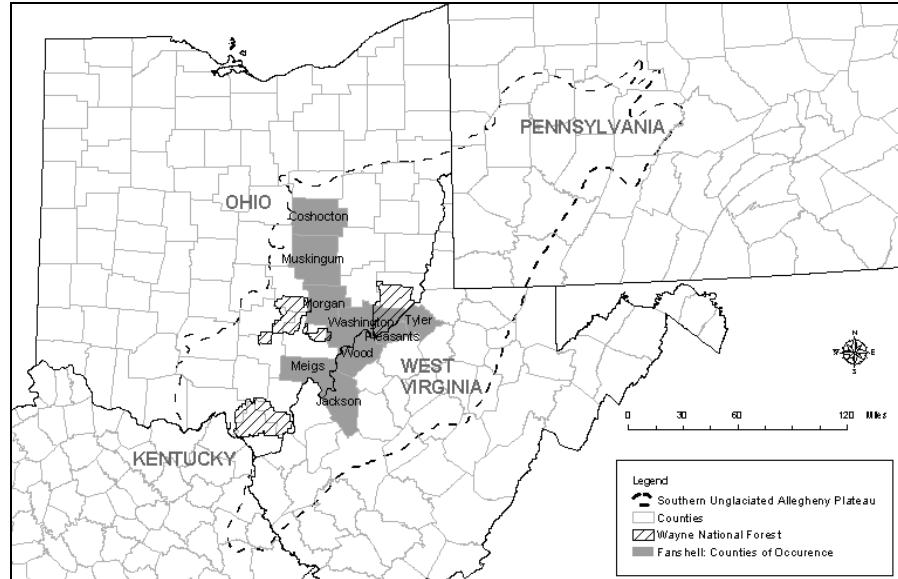 PENNSYLVANIA
OHIO
Coshocton
Muskingum
Morgan
Washington
Tyler
Pleasants
Wood
Meigs
WEST
VIRGINIA
Jackson
KENTUCKY
N
W E
S
0 30 60 120 Miles
Legend
Southern Unglaciated Allegheny Plateau
Counties
Wayne National Forest
Fanshell: Counties of Occurence